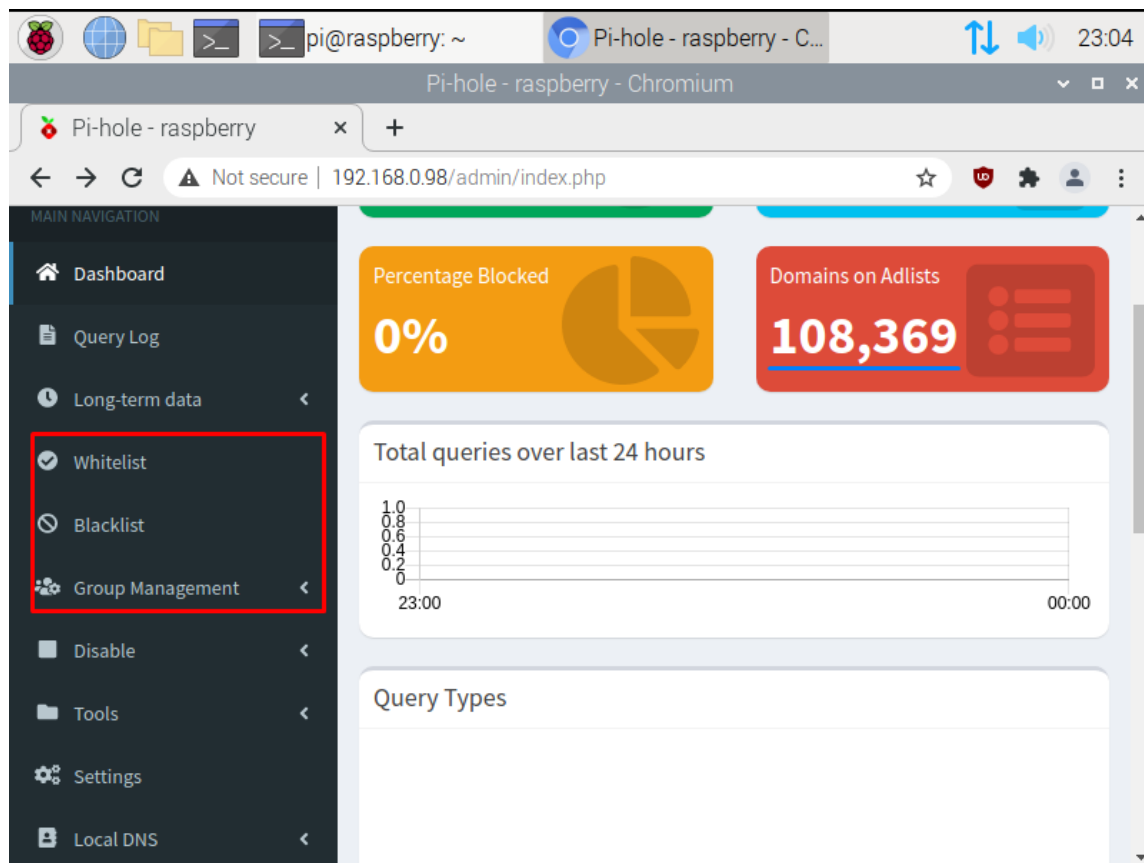 pi@raspberry: ~
Pi-hole - raspberry - C...
23:04
Pi-hole - raspberry - Chromium
Pi-hole - raspberry
Not secure | 192.168.0.98/admin/index.php
MAIN NAVIGATION
Dashboard
Query Log
Long-term data
Whitelist
Blacklist
Group Management
Disable
Tools
Settings
Local DNS
Percentage Blocked
0%
Domains on Adlists
108,369
Total queries over last 24 hours
1.0
0.8
0.6
0.4
0.2
0
23:00
00:00
Query Types